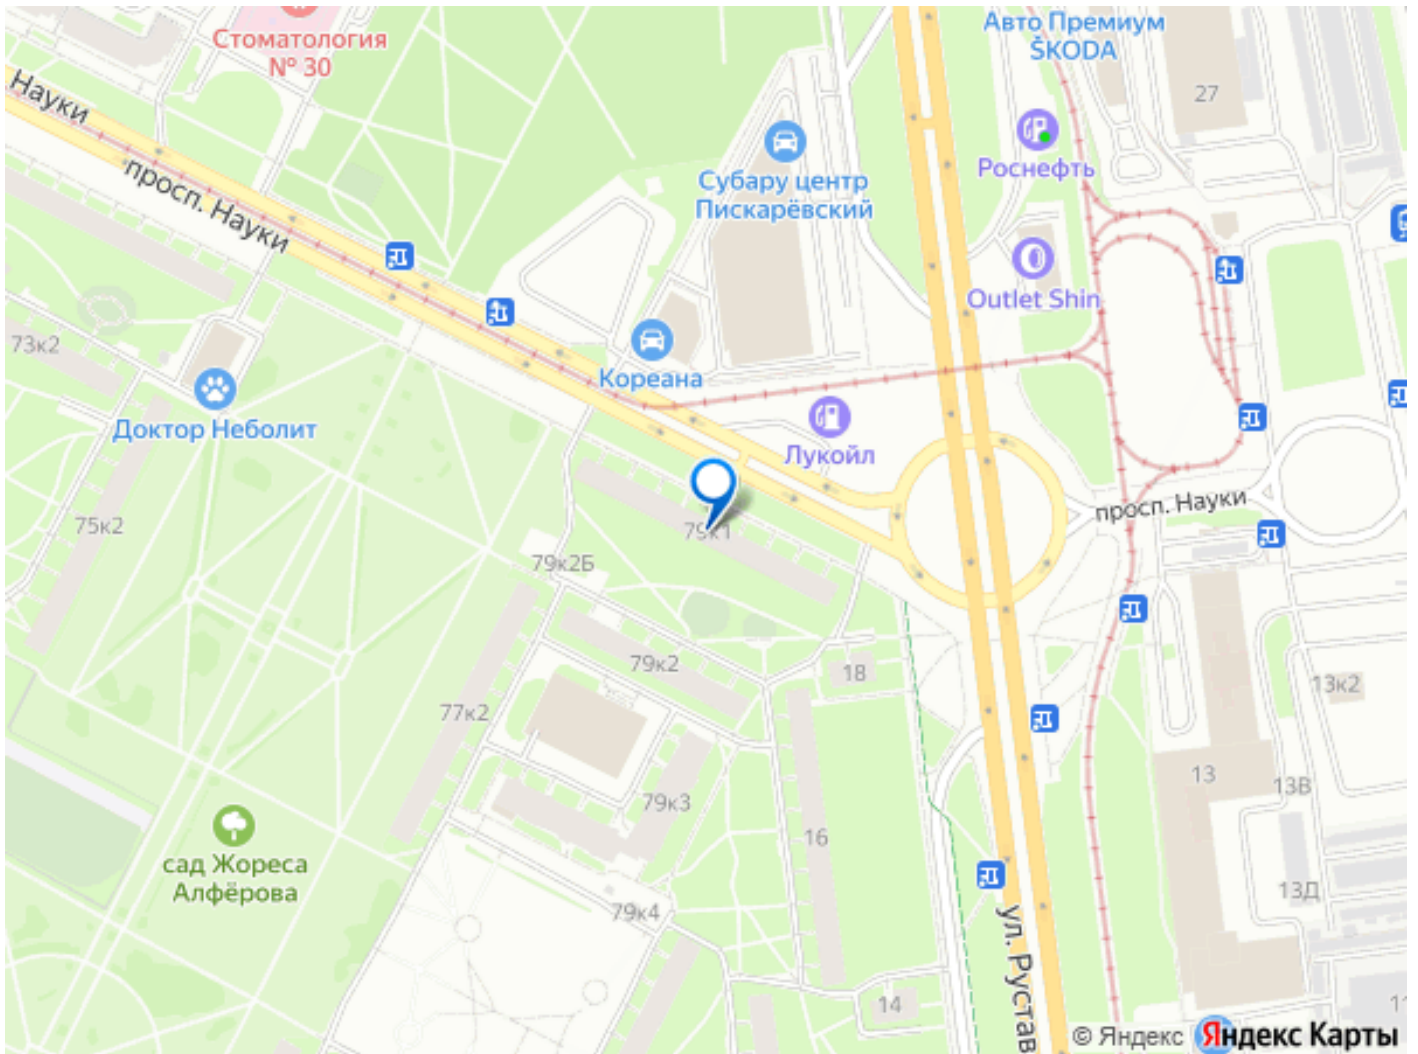 Стоматология
№ 30
Авто Премиум
ŠKODA
27
Науки
просп. Науки
Роснефть
Субару центр
Пискарёвский
Outlet Shin
73к2
Кореана
Доктор Неболит
Лукойл
просп. Науки
75к2
79к1
79к2Б
79к2
18
13к2
77к2
13
13В
79к3
16
сад Жореса
Алфёрова
13Д
79к4
ул. Рустав
14
11
© Яндекс
Яндекс Карты